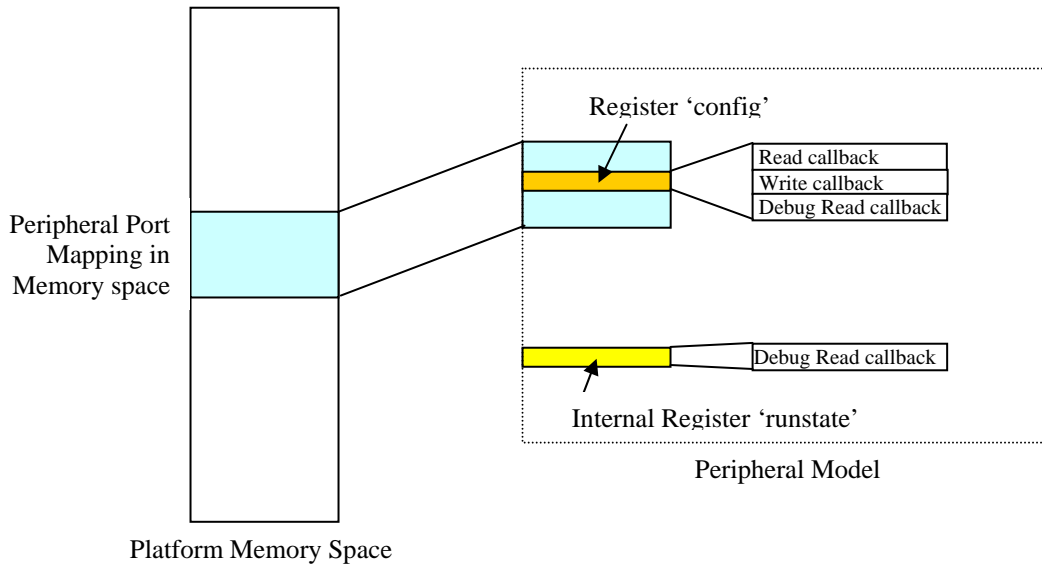 Register ‘config’
Read callback
Write callback
Debug Read callback
Peripheral Port
Mapping in
Memory space
Debug Read callback
Internal Register ‘runstate’
Peripheral Model
Platform Memory Space